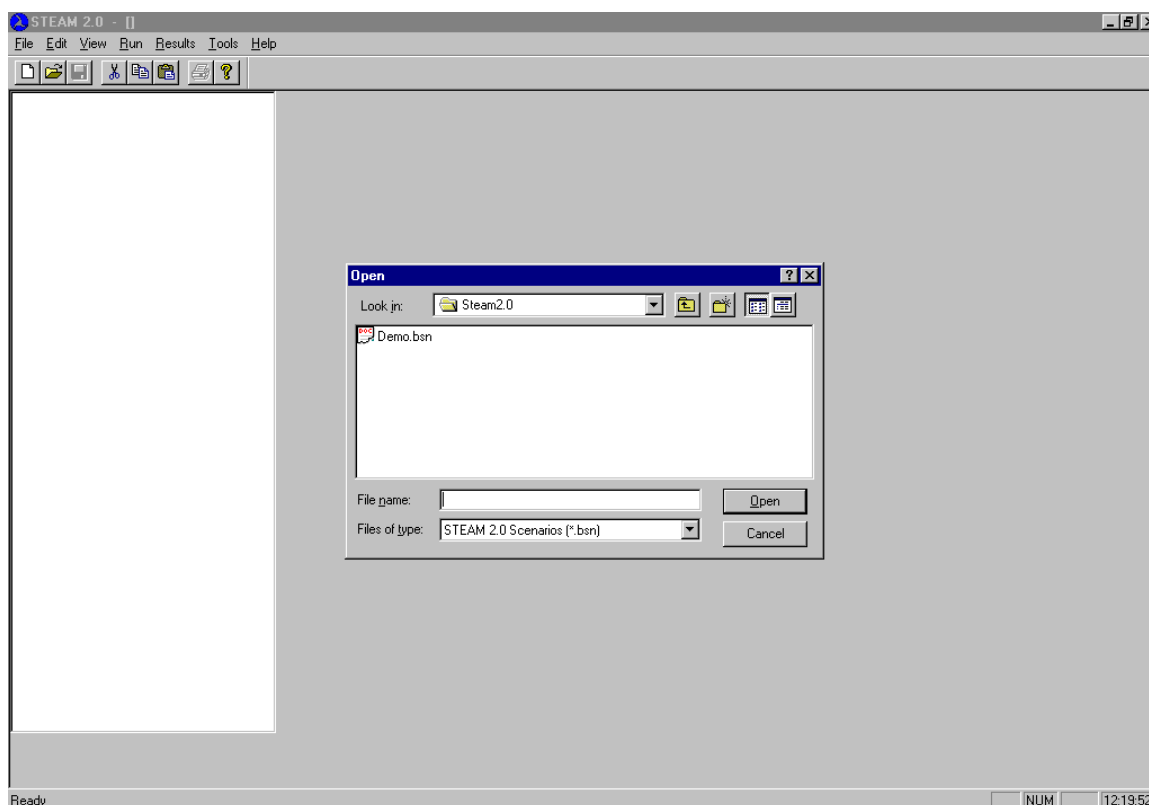 STEAM 2.0 - []
File Edit View Run Results Tools Help
Open
Look in: Steam2.0
Demo.bsn
File name: Open
Files of type: STEAM 2.0 Scenarios (*.bsn) Cancel
Ready NUM 12:19:52